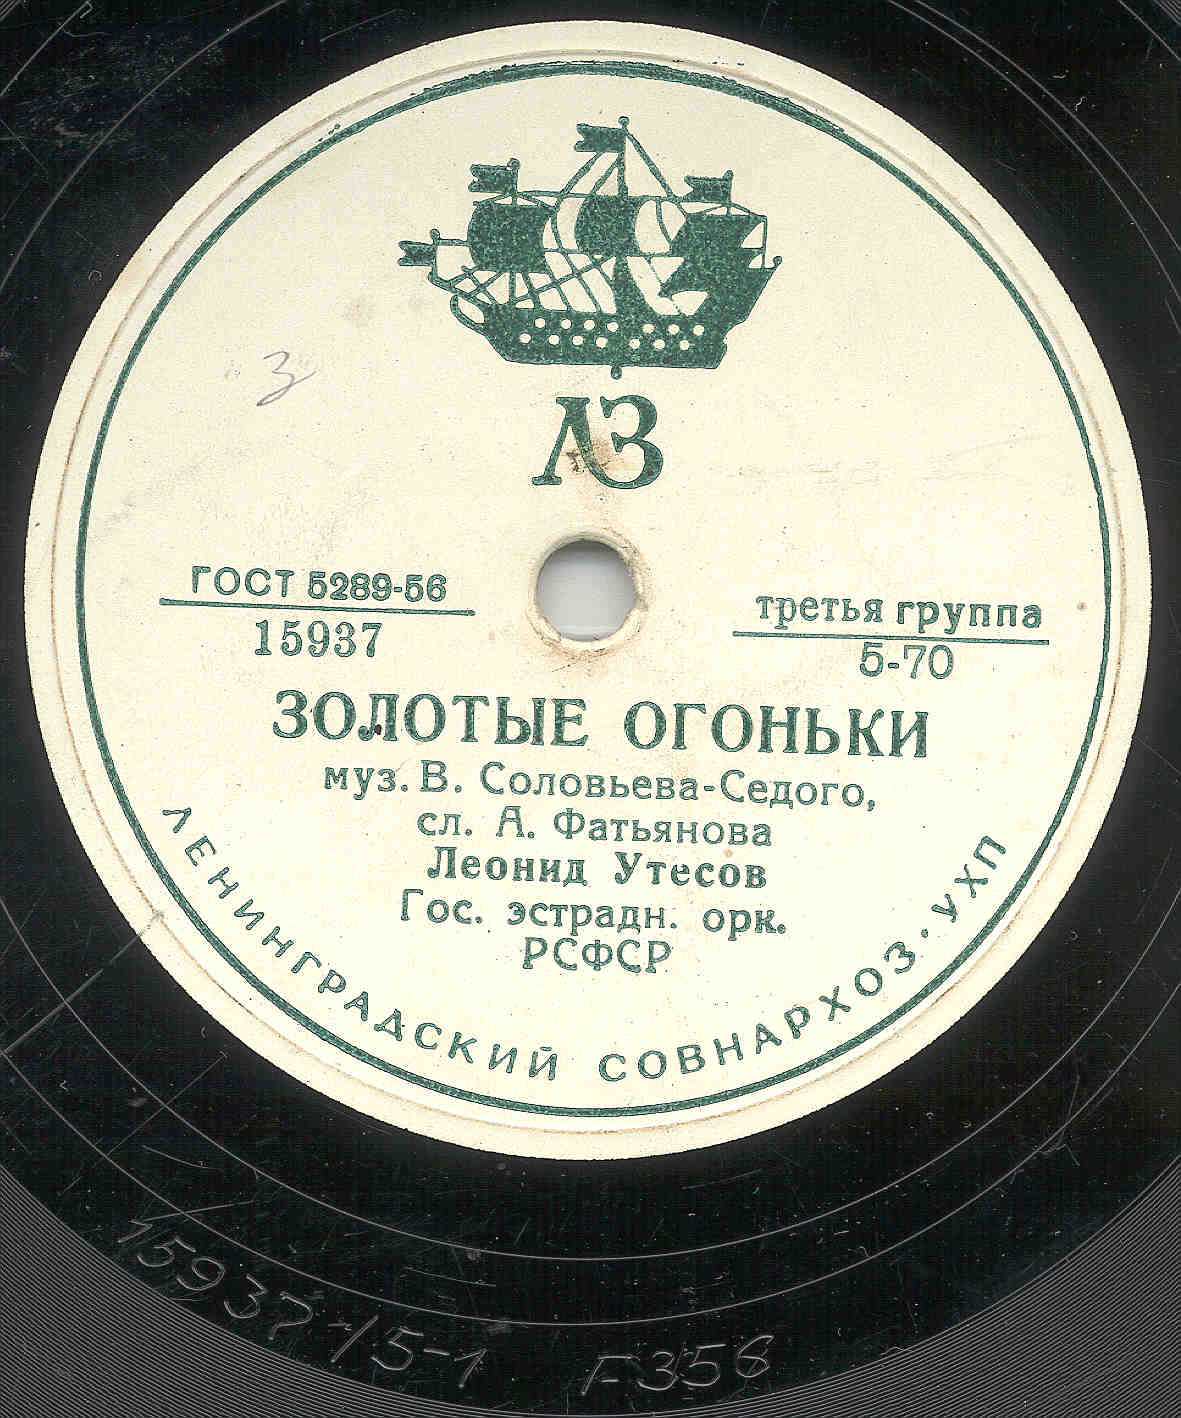 3
ЛЗ
ГОСТ 5289-56
15937
третья группа
5-70
ЗОЛОТЫЕ ОГОНЬКИ
муз. В. Соловьева-Седого,
сл. А. Фатьянова
Леонид Утесов
Гос. эстрадн. орк.
РСФСР
ЛЕНИНГРАДСКИЙ СОВНАРХОЗ·УХП
15937/5-1